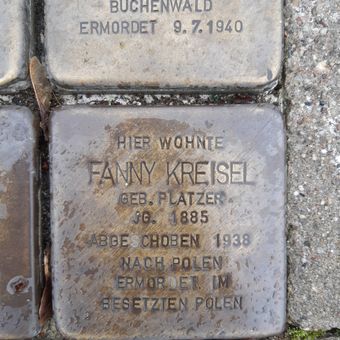 BUCHENWALD
ERMORDET 9.7.1940
HIER WOHNTE
FANNY KREISEL
GEB. PLATZER
JG. 1885
ABGESCHOBEN 1938
NACH POLEN
ERMORDET IM
BESETZTEN POLEN